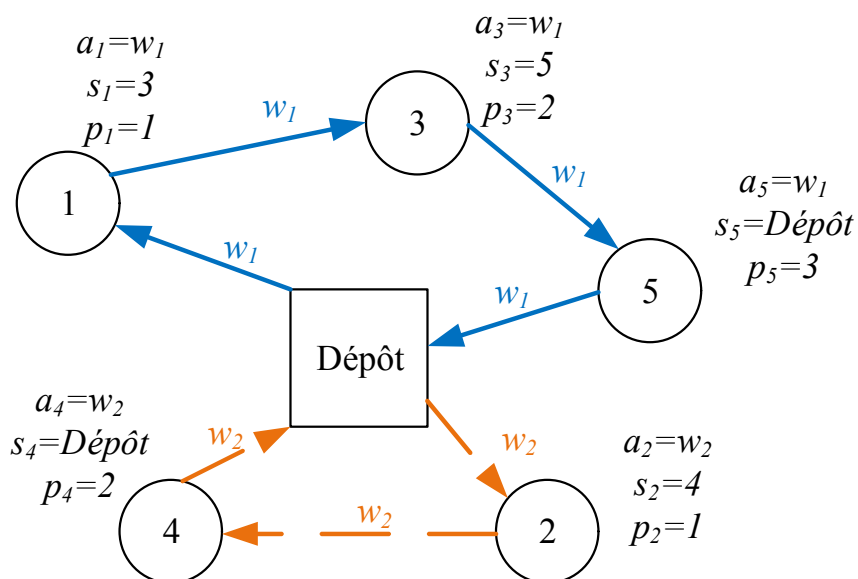 a₁=w₁
s₁=3
p₁=1
1
w₁
a₃=w₁
s₃=5
p₃=2
3
w₁
a₅=w₁
s₅=Dépôt
p₅=3
5
w₁
w₁
Dépôt
a₄=w₂
s₄=Dépôt
p₄=2
4
w₂
w₂
a₂=w₂
s₂=4
p₂=1
2
w₂